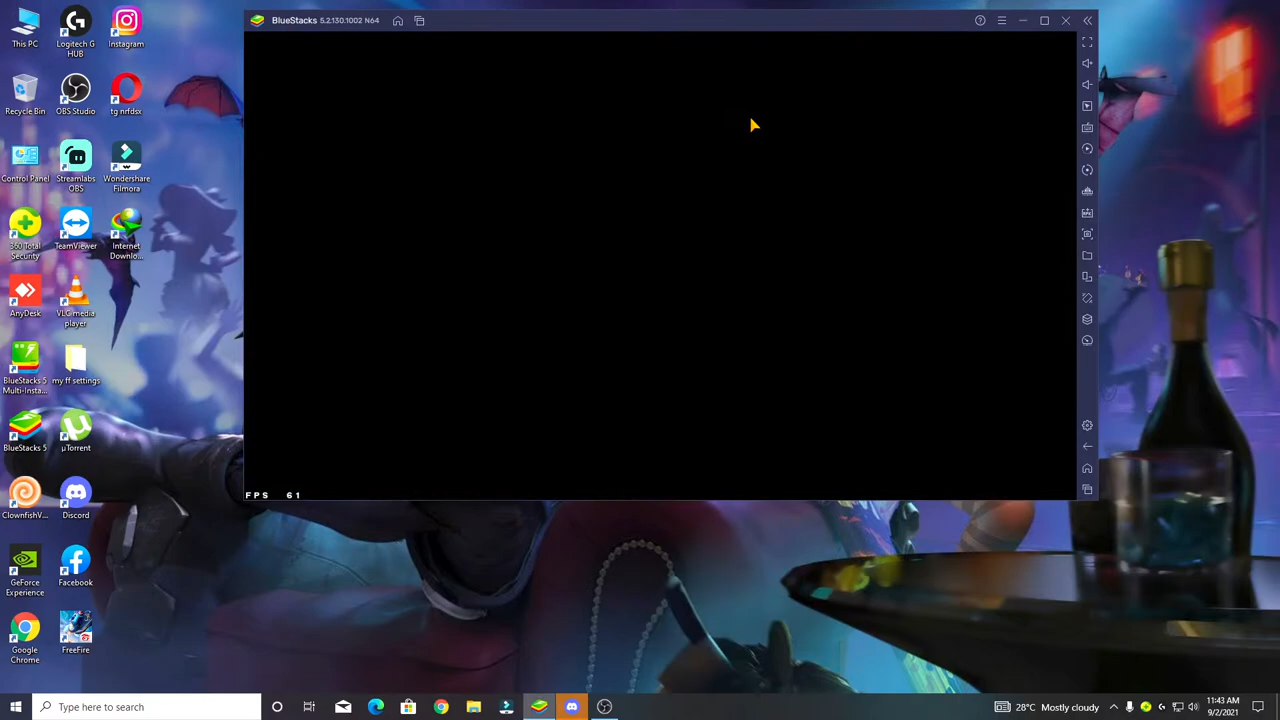 BlueStacks 5.2.130.1002 N64
This PC
Logitech G
HUB
Instagram
Recycle Bin
OBS Studio
tg nrfdsx
Control Panel
Streamlabs
OBS
Wondershare
Filmora
360 Total
Security
TeamViewer
Internet
Downlo...
AnyDesk
VLC media
player
BlueStacks 5
Multi-Insta...
my ff settings
BlueStacks 5
µTorrent
ClownfishV...
Discord
GeForce
Experience
Facebook
Google
Chrome
FreeFire
FPS 61
Type here to search
28°C Mostly cloudy
11:43 AM
9/2/2021